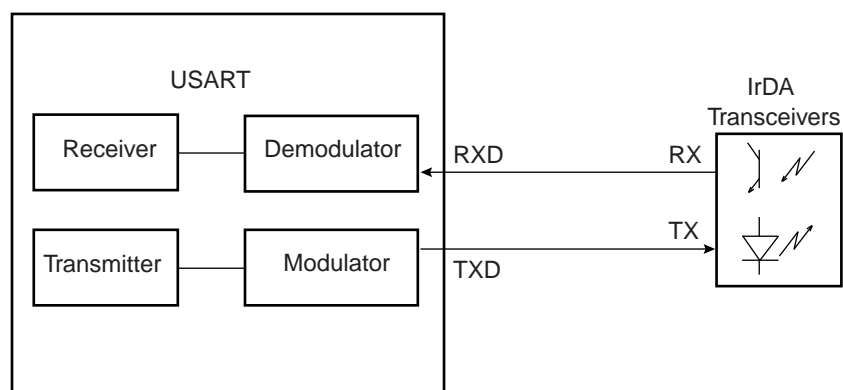 USART
IrDA
Transceivers
Receiver
Demodulator
RXD
RX
Transmitter
Modulator
TXD
TX